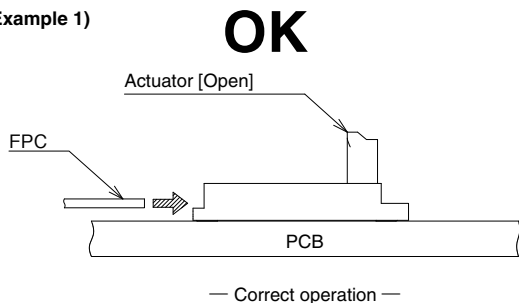 Example 1)
OK
Actuator [Open]
FPC
PCB
— Correct operation —